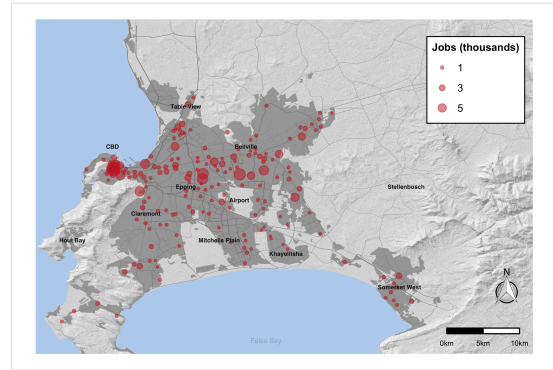 Jobs (thousands)
1
3
5
Table View
CBD
Bellville
Epping
Stellenbosch
Airport
Claremont
Hout Bay
Mitchells Plain
Khayelitsha
Somerset West
N
0km 5km 10km
False Bay